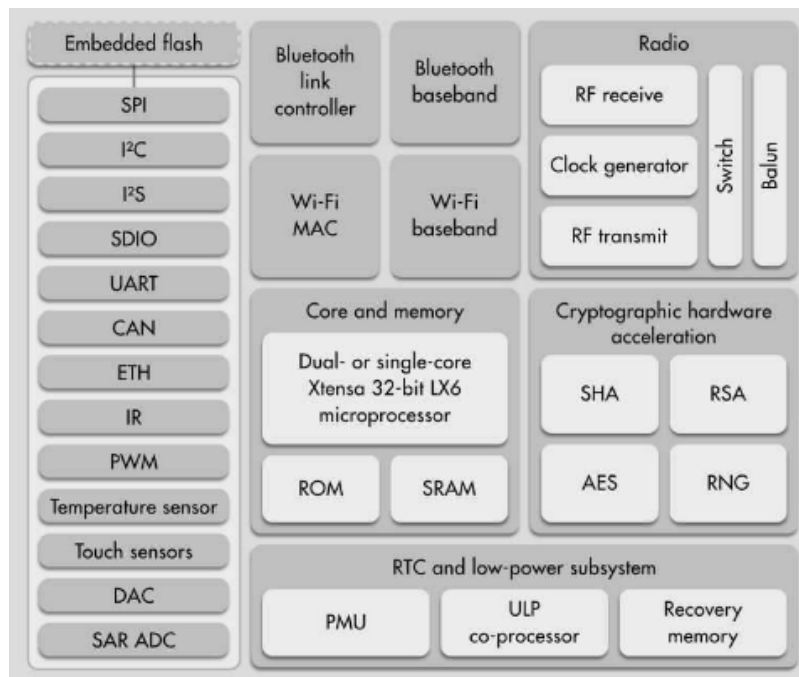 Embedded flash
SPI
I²C
I²S
SDIO
UART
CAN
ETH
IR
PWM
Temperature sensor
Touch sensors
DAC
SAR ADC
Bluetooth
link
controller
Bluetooth
baseband
Wi-Fi
MAC
Wi-Fi
baseband
Radio
RF receive
Clock generator
RF transmit
Switch
Balun
Core and memory
Dual- or single-core
Xtensa 32-bit LX6
microprocessor
ROM
SRAM
Cryptographic hardware
acceleration
SHA
RSA
AES
RNG
RTC and low-power subsystem
PMU
ULP
co-processor
Recovery
memory